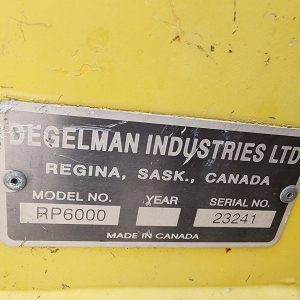 DEGELMAN INDUSTRIES LTD
REGINA, SASK., CANADA
MODEL NO. YEAR SERIAL NO.
RP6000 23241
MADE IN CANADA